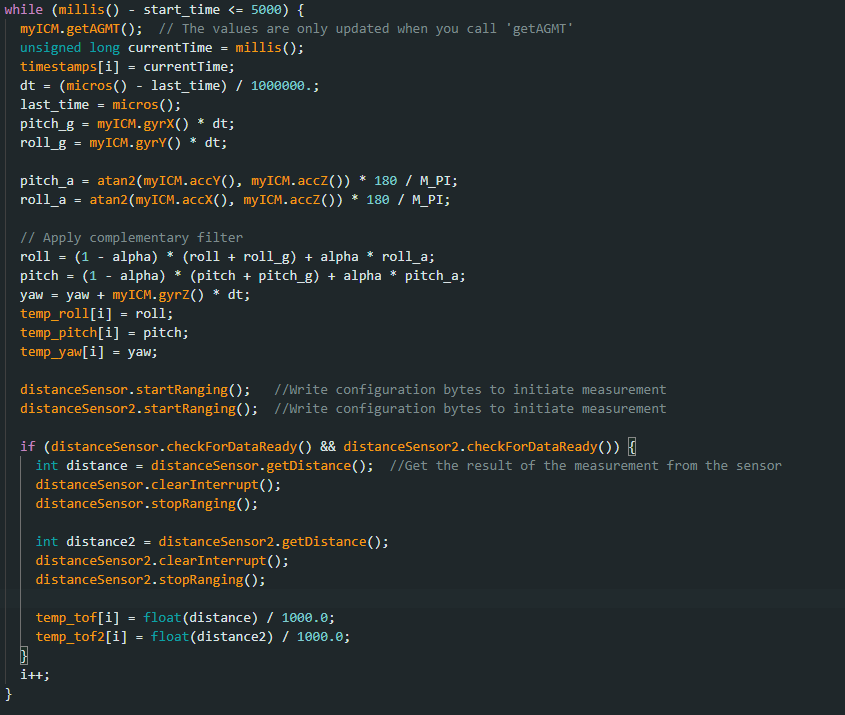 while (millis() - start_time <= 5000) {
myICM.getAGMT();  // The values are only updated when you call 'getAGMT'
unsigned long currentTime = millis();
timestamps[i] = currentTime;
dt = (micros() - last_time) / 1000000.;
last_time = micros();
pitch_g = myICM.gyrX() * dt;
roll_g = myICM.gyrY() * dt;
pitch_a = atan2(myICM.accY(), myICM.accZ()) * 180 / M_PI;
roll_a = atan2(myICM.accX(), myICM.accZ()) * 180 / M_PI;
// Apply complementary filter
roll = (1 - alpha) * (roll + roll_g) + alpha * roll_a;
pitch = (1 - alpha) * (pitch + pitch_g) + alpha * pitch_a;
yaw = yaw + myICM.gyrZ() * dt;
temp_roll[i] = roll;
temp_pitch[i] = pitch;
temp_yaw[i] = yaw;
distanceSensor.startRanging();   //Write configuration bytes to initiate measurement
distanceSensor2.startRanging();  //Write configuration bytes to initiate measurement
if (distanceSensor.checkForDataReady() && distanceSensor2.checkForDataReady()) {
int distance = distanceSensor.getDistance();  //Get the result of the measurement from the sensor
distanceSensor.clearInterrupt();
distanceSensor.stopRanging();
int distance2 = distanceSensor2.getDistance();
distanceSensor2.clearInterrupt();
distanceSensor2.stopRanging();
temp_tof[i] = float(distance) / 1000.0;
temp_tof2[i] = float(distance2) / 1000.0;
}
i++;
}